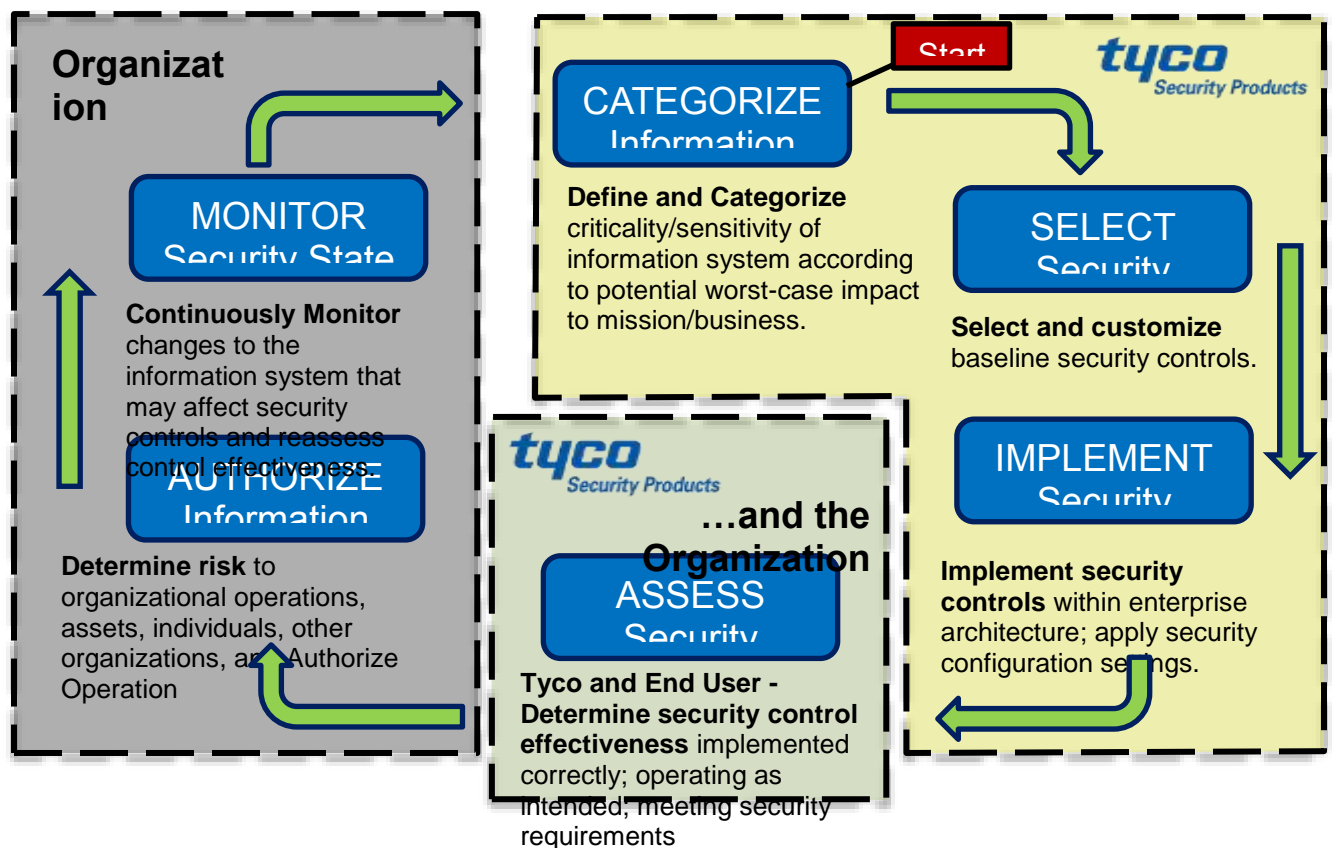 Organizat
ion
MONITOR
Security State
Continuously Monitor
changes to the
information system that
may affect security
controls and reassess
control effectiveness.
AUTHORIZE
Information
Determine risk to
organizational operations,
assets, individuals, other
organizations, and Authorize
Operation
Start
tyco
Security Products
CATEGORIZE
Information
Define and Categorize
criticality/sensitivity of
information system according
to potential worst-case impact
to mission/business.
SELECT
Security
Select and customize
baseline security controls.
IMPLEMENT
Security
Implement security
controls within enterprise
architecture; apply security
configuration settings.
tyco
Security Products
…and the
Organization
ASSESS
Security
Tyco and End User -
Determine security control
effectiveness implemented
correctly; operating as
intended; meeting security
requirements